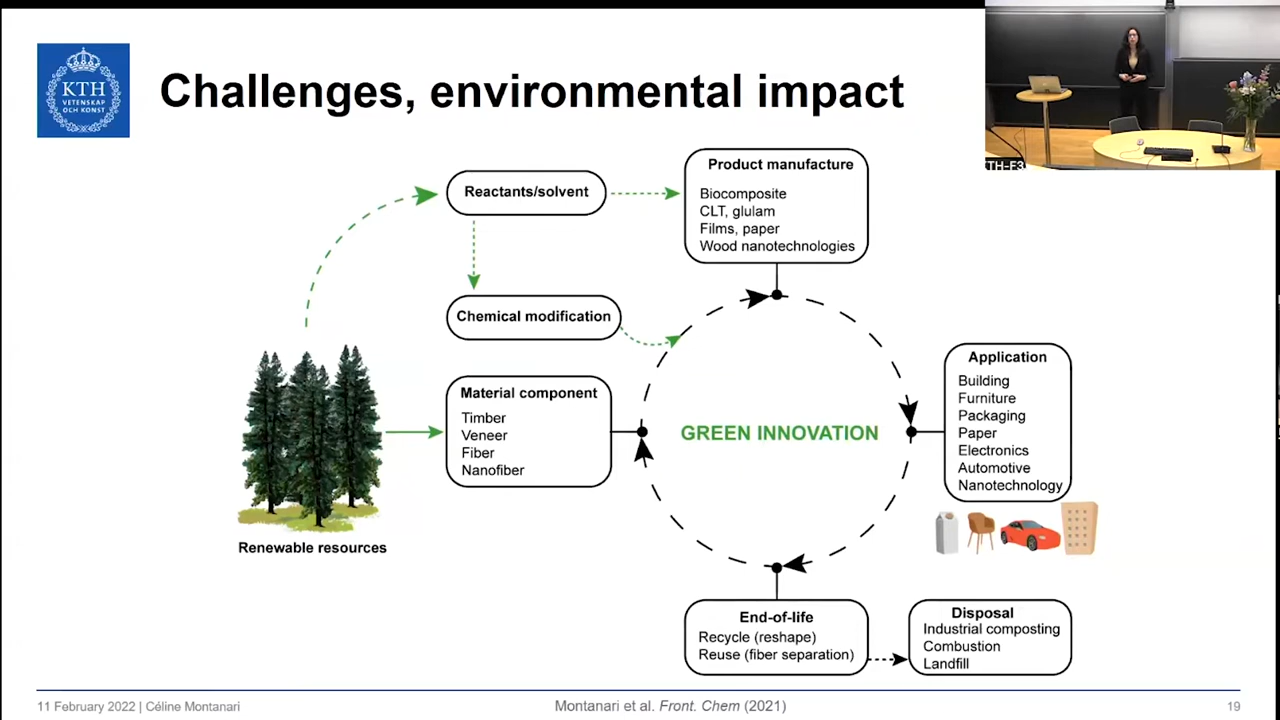 KTH
VETENSKAP
OCH KONST
Challenges, environmental impact
Reactants/solvent
Product manufacture
Biocomposite
CLT, glulam
Films, paper
Wood nanotechnologies
Chemical modification
Material component
Timber
Veneer
Fiber
Nanofiber
GREEN INNOVATION
Application
Building
Furniture
Packaging
Paper
Electronics
Automotive
Nanotechnology
Renewable resources
End-of-life
Recycle (reshape)
Reuse (fiber separation)
Disposal
Industrial composting
Combustion
Landfill
11 February 2022 | Céline Montanari
Montanari et al. Front. Chem (2021)
19